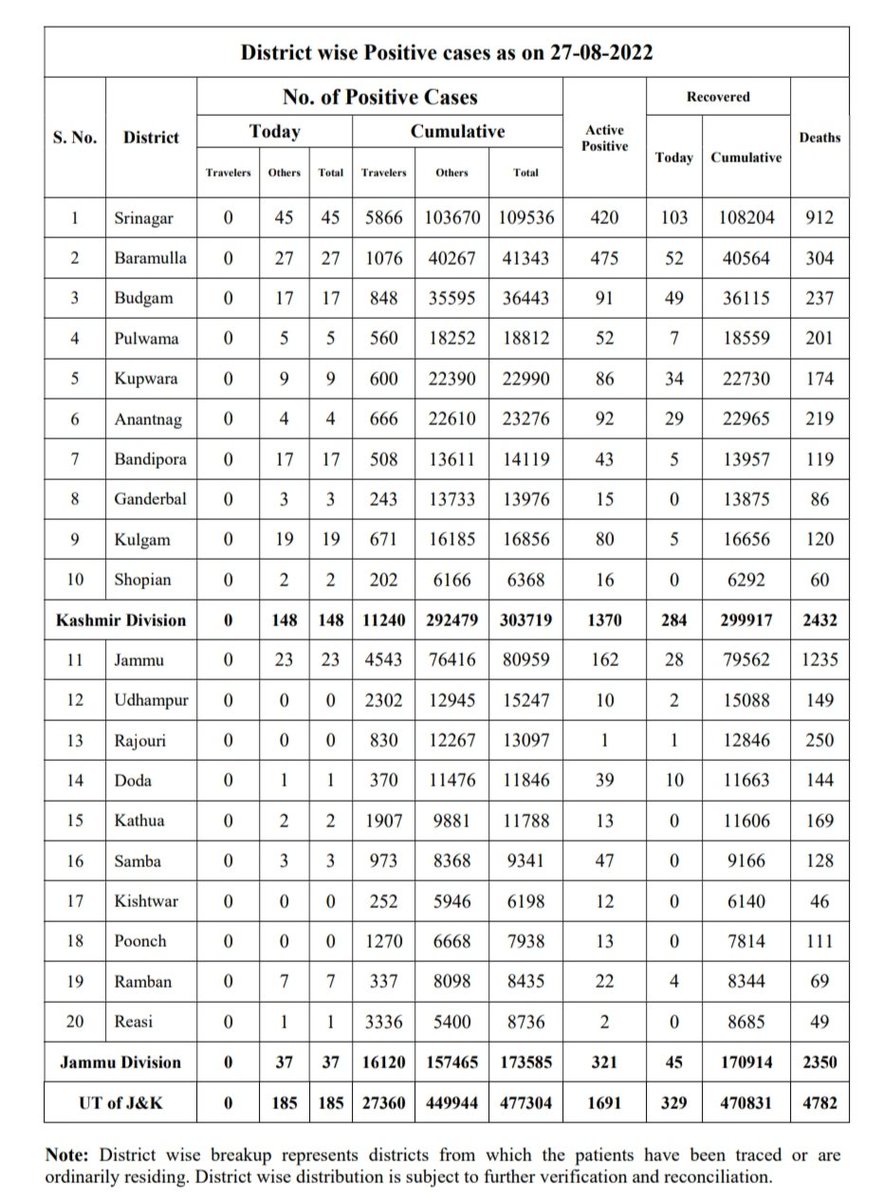 District wise Positive cases as on 27-08-2022
S. No. District No. of Positive Cases Active Positive Recovered Deaths
Today Cumulative Today Cumulative
Travelers Others Total Travelers Others Total
1 Srinagar 0 45 45 5866 103670 109536 420 103 108204 912
2 Baramulla 0 27 27 1076 40267 41343 475 52 40564 304
3 Budgam 0 17 17 848 35595 36443 91 49 36115 237
4 Pulwama 0 5 5 560 18252 18812 52 7 18559 201
5 Kupwara 0 9 9 600 22390 22990 86 34 22730 174
6 Anantnag 0 4 4 666 22610 23276 92 29 22965 219
7 Bandipora 0 17 17 508 13611 14119 43 5 13957 119
8 Ganderbal 0 3 3 243 13733 13976 15 0 13875 86
9 Kulgam 0 19 19 671 16185 16856 80 5 16656 120
10 Shopian 0 2 2 202 6166 6368 16 0 6292 60
Kashmir Division 0 148 148 11240 292479 303719 1370 284 299917 2432
11 Jammu 0 23 23 4543 76416 80959 162 28 79562 1235
12 Udhampur 0 0 0 2302 12945 15247 10 2 15088 149
13 Rajouri 0 0 0 830 12267 13097 1 1 12846 250
14 Doda 0 1 1 370 11476 11846 39 10 11663 144
15 Kathua 0 2 2 1907 9881 11788 13 0 11606 169
16 Samba 0 3 3 973 8368 9341 47 0 9166 128
17 Kishtwar 0 0 0 252 5946 6198 12 0 6140 46
18 Poonch 0 0 0 1270 6668 7938 13 0 7814 111
19 Ramban 0 7 7 337 8098 8435 22 4 8344 69
20 Reasi 0 1 1 3336 5400 8736 2 0 8685 49
Jammu Division 0 37 37 16120 157465 173585 321 45 170914 2350
UT of J&K 0 185 185 27360 449944 477304 1691 329 470831 4782
Note: District wise breakup represents districts from which the patients have been traced or are
ordinarily residing. District wise distribution is subject to further verification and reconciliation.